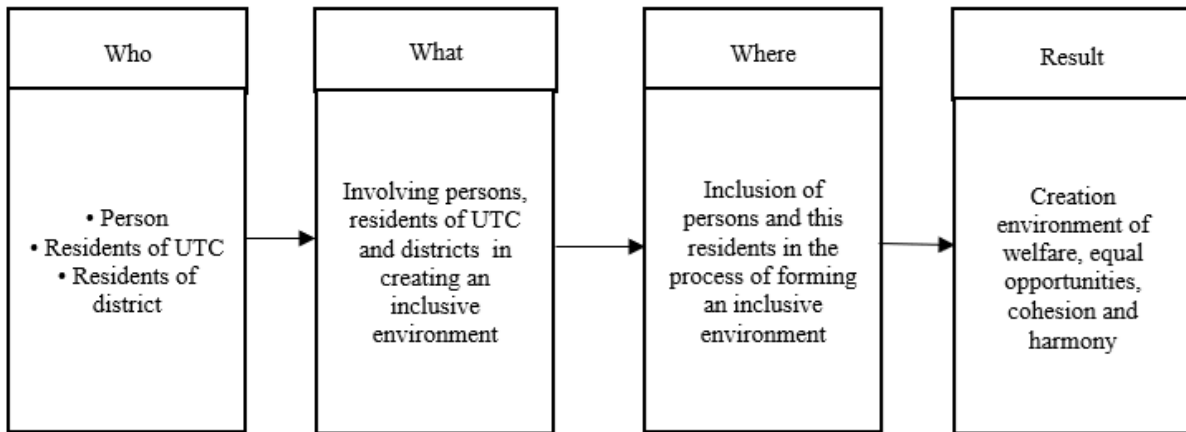 Who
• Person
• Residents of UTC
• Residents of
district
What
Involving persons,
residents of UTC
and districts in
creating an
inclusive
environment
Where
Inclusion of
persons and this
residents in the
process of forming
an inclusive
environment
Result
Creation
environment of
welfare, equal
opportunities,
cohesion and
harmony